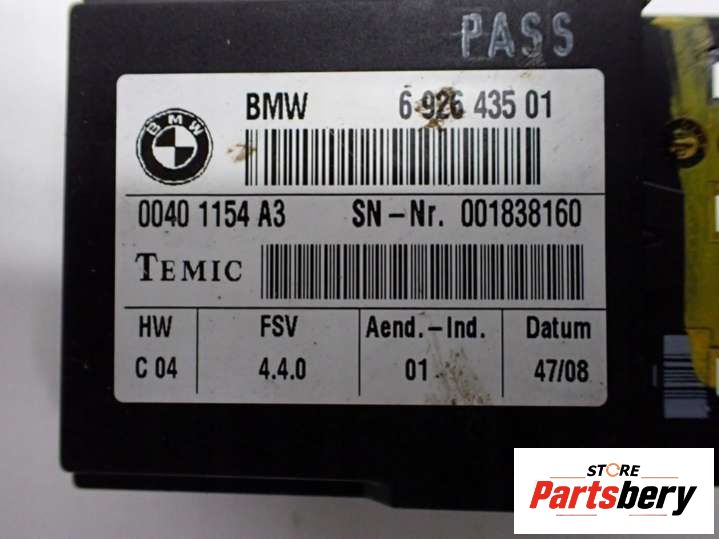 PASS
BMW
BMW 6 926 435 01
0040 1154 A3 SN-Nr. 001838160
TEMIC
HW FSV Aend.-Ind. Datum
C 04 4.4.0 01 47/08
STORE
Partsbery